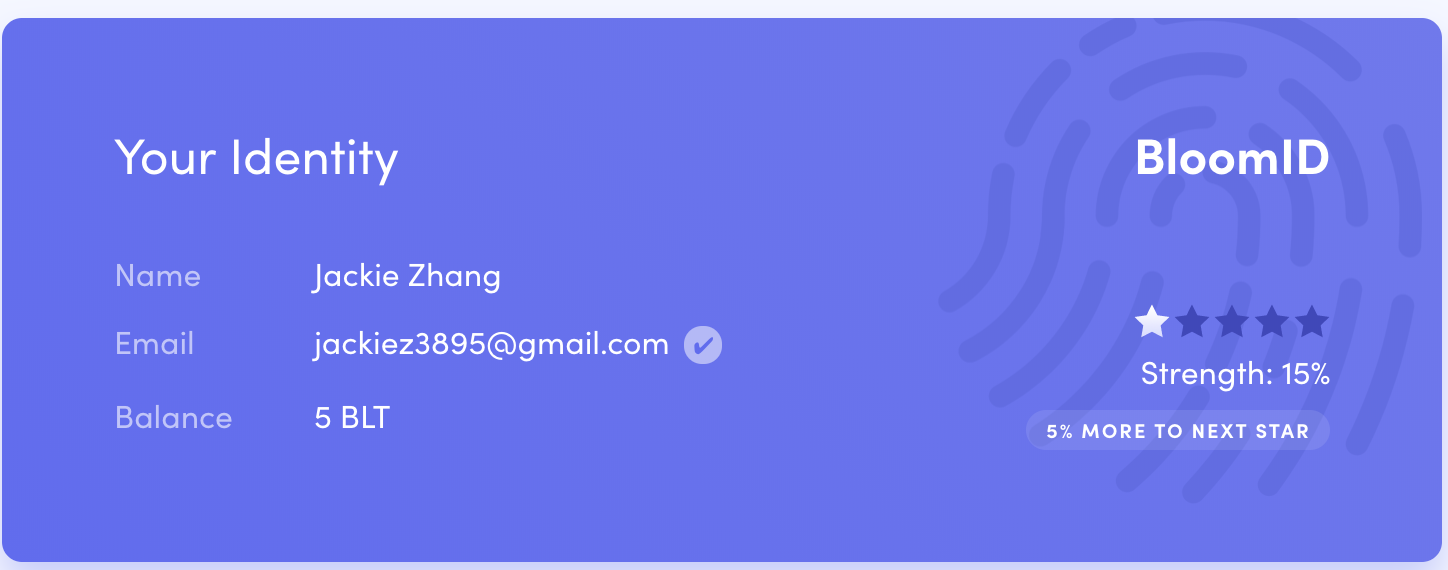 Your Identity
BloomID
Name Jackie Zhang
Email jackiez3895@gmail.com
Balance 5 BLT
Strength: 15%
5% MORE TO NEXT STAR